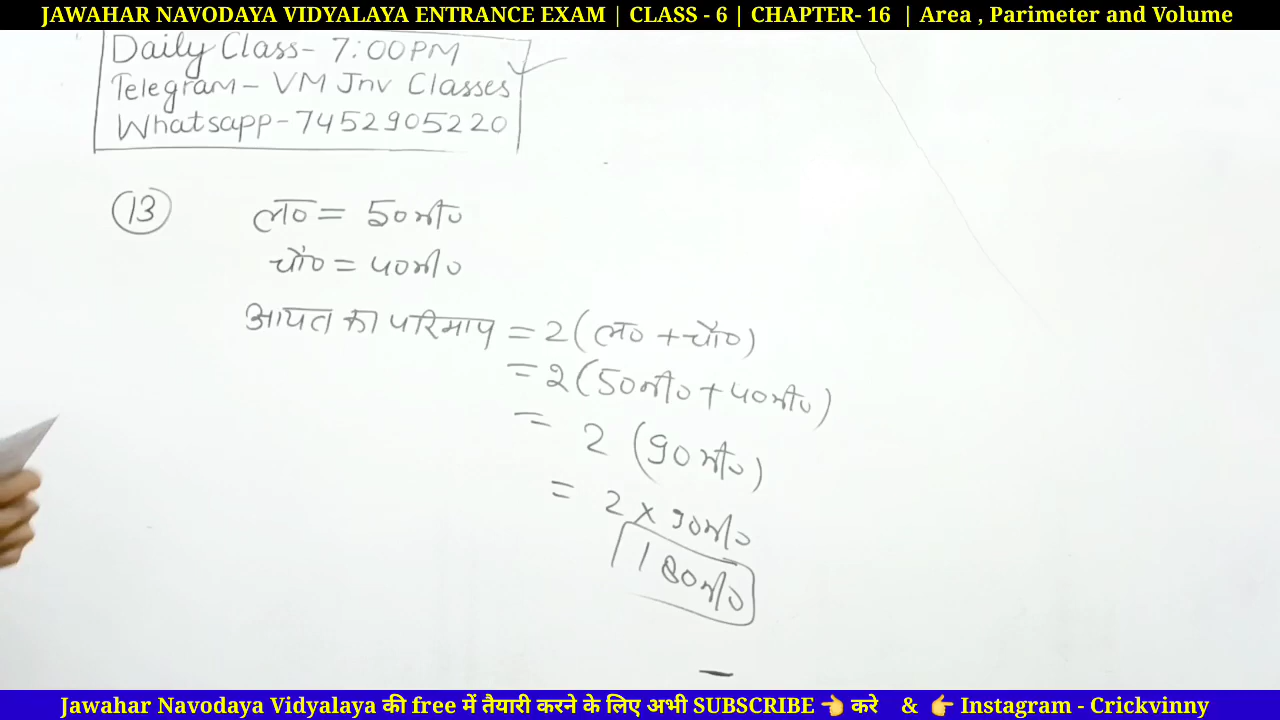 JAWAHAR NAVODAYA VIDYALAYA ENTRANCE EXAM | CLASS - 6 | CHAPTER- 16 | Area , Parimeter and Volume
Daily Class- 7:00PM
Telegram- VM Jnv Classes
Whatsapp-7452905220
13 ल० = 50मी०
चौ० = 40मी०
आयत का परिमाप = 2(ल० + चौ०)
= 2(50मी० + 40मी०)
= 2 (90मी०)
= 2 × 90मी०
180मी०
Jawahar Navodaya Vidyalaya की free में तैयारी करने के लिए अभी SUBSCRIBE 👈 करे & 👉 Instagram - Crickvinny